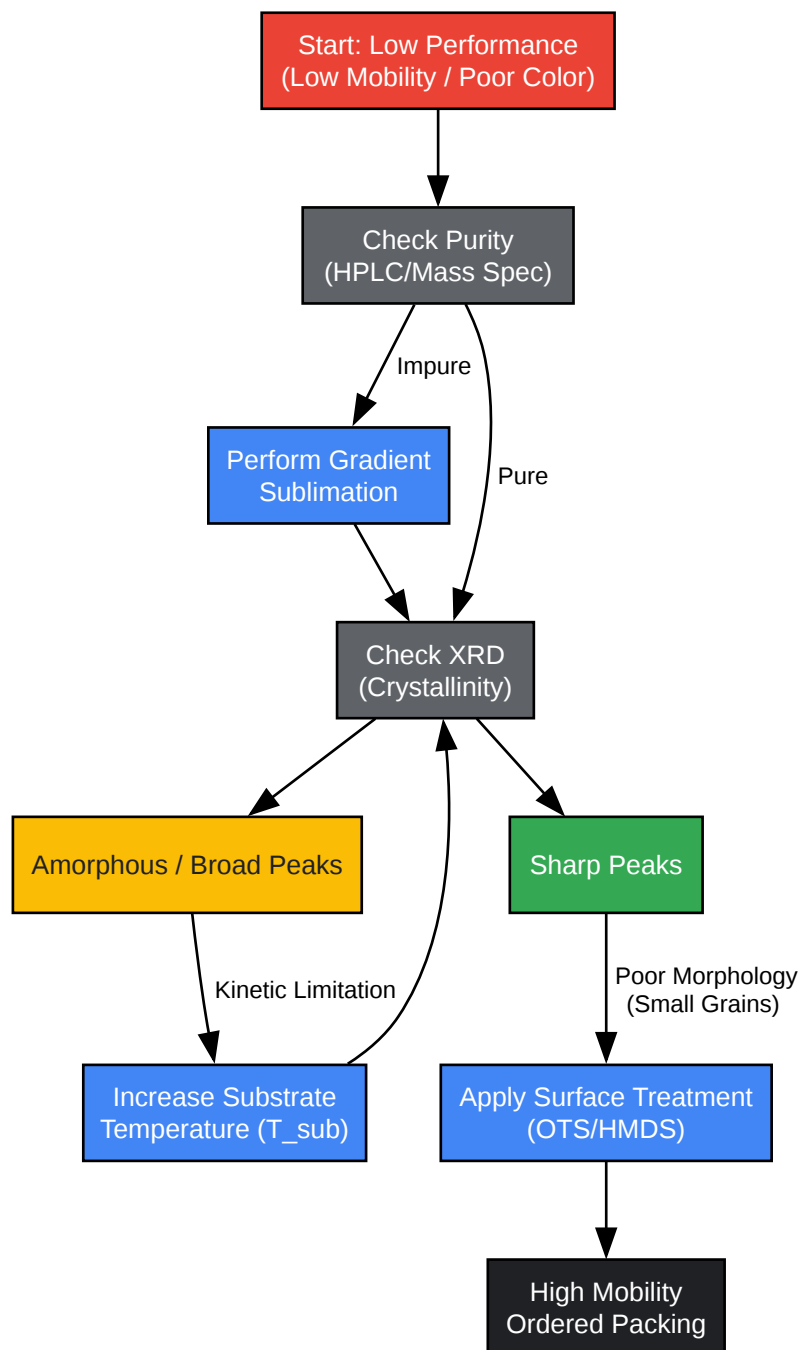 Start: Low Performance
(Low Mobility / Poor Color)
Check Purity
(HPLC/Mass Spec)
Impure
Perform Gradient
Sublimation
Pure
Check XRD
(Crystallinity)
Amorphous / Broad Peaks
Sharp Peaks
Kinetic Limitation
Poor Morphology
(Small Grains)
Increase Substrate
Temperature (T_sub)
Apply Surface Treatment
(OTS/HMDS)
High Mobility
Ordered Packing